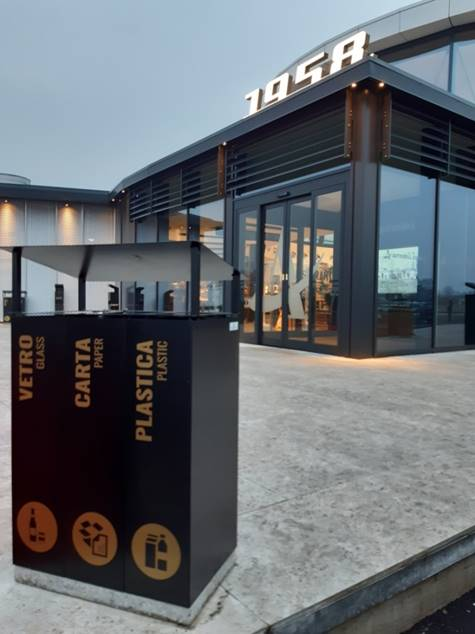 1958
VETRO
GLASS
CARTA
PAPER
PLASTICA
PLASTIC